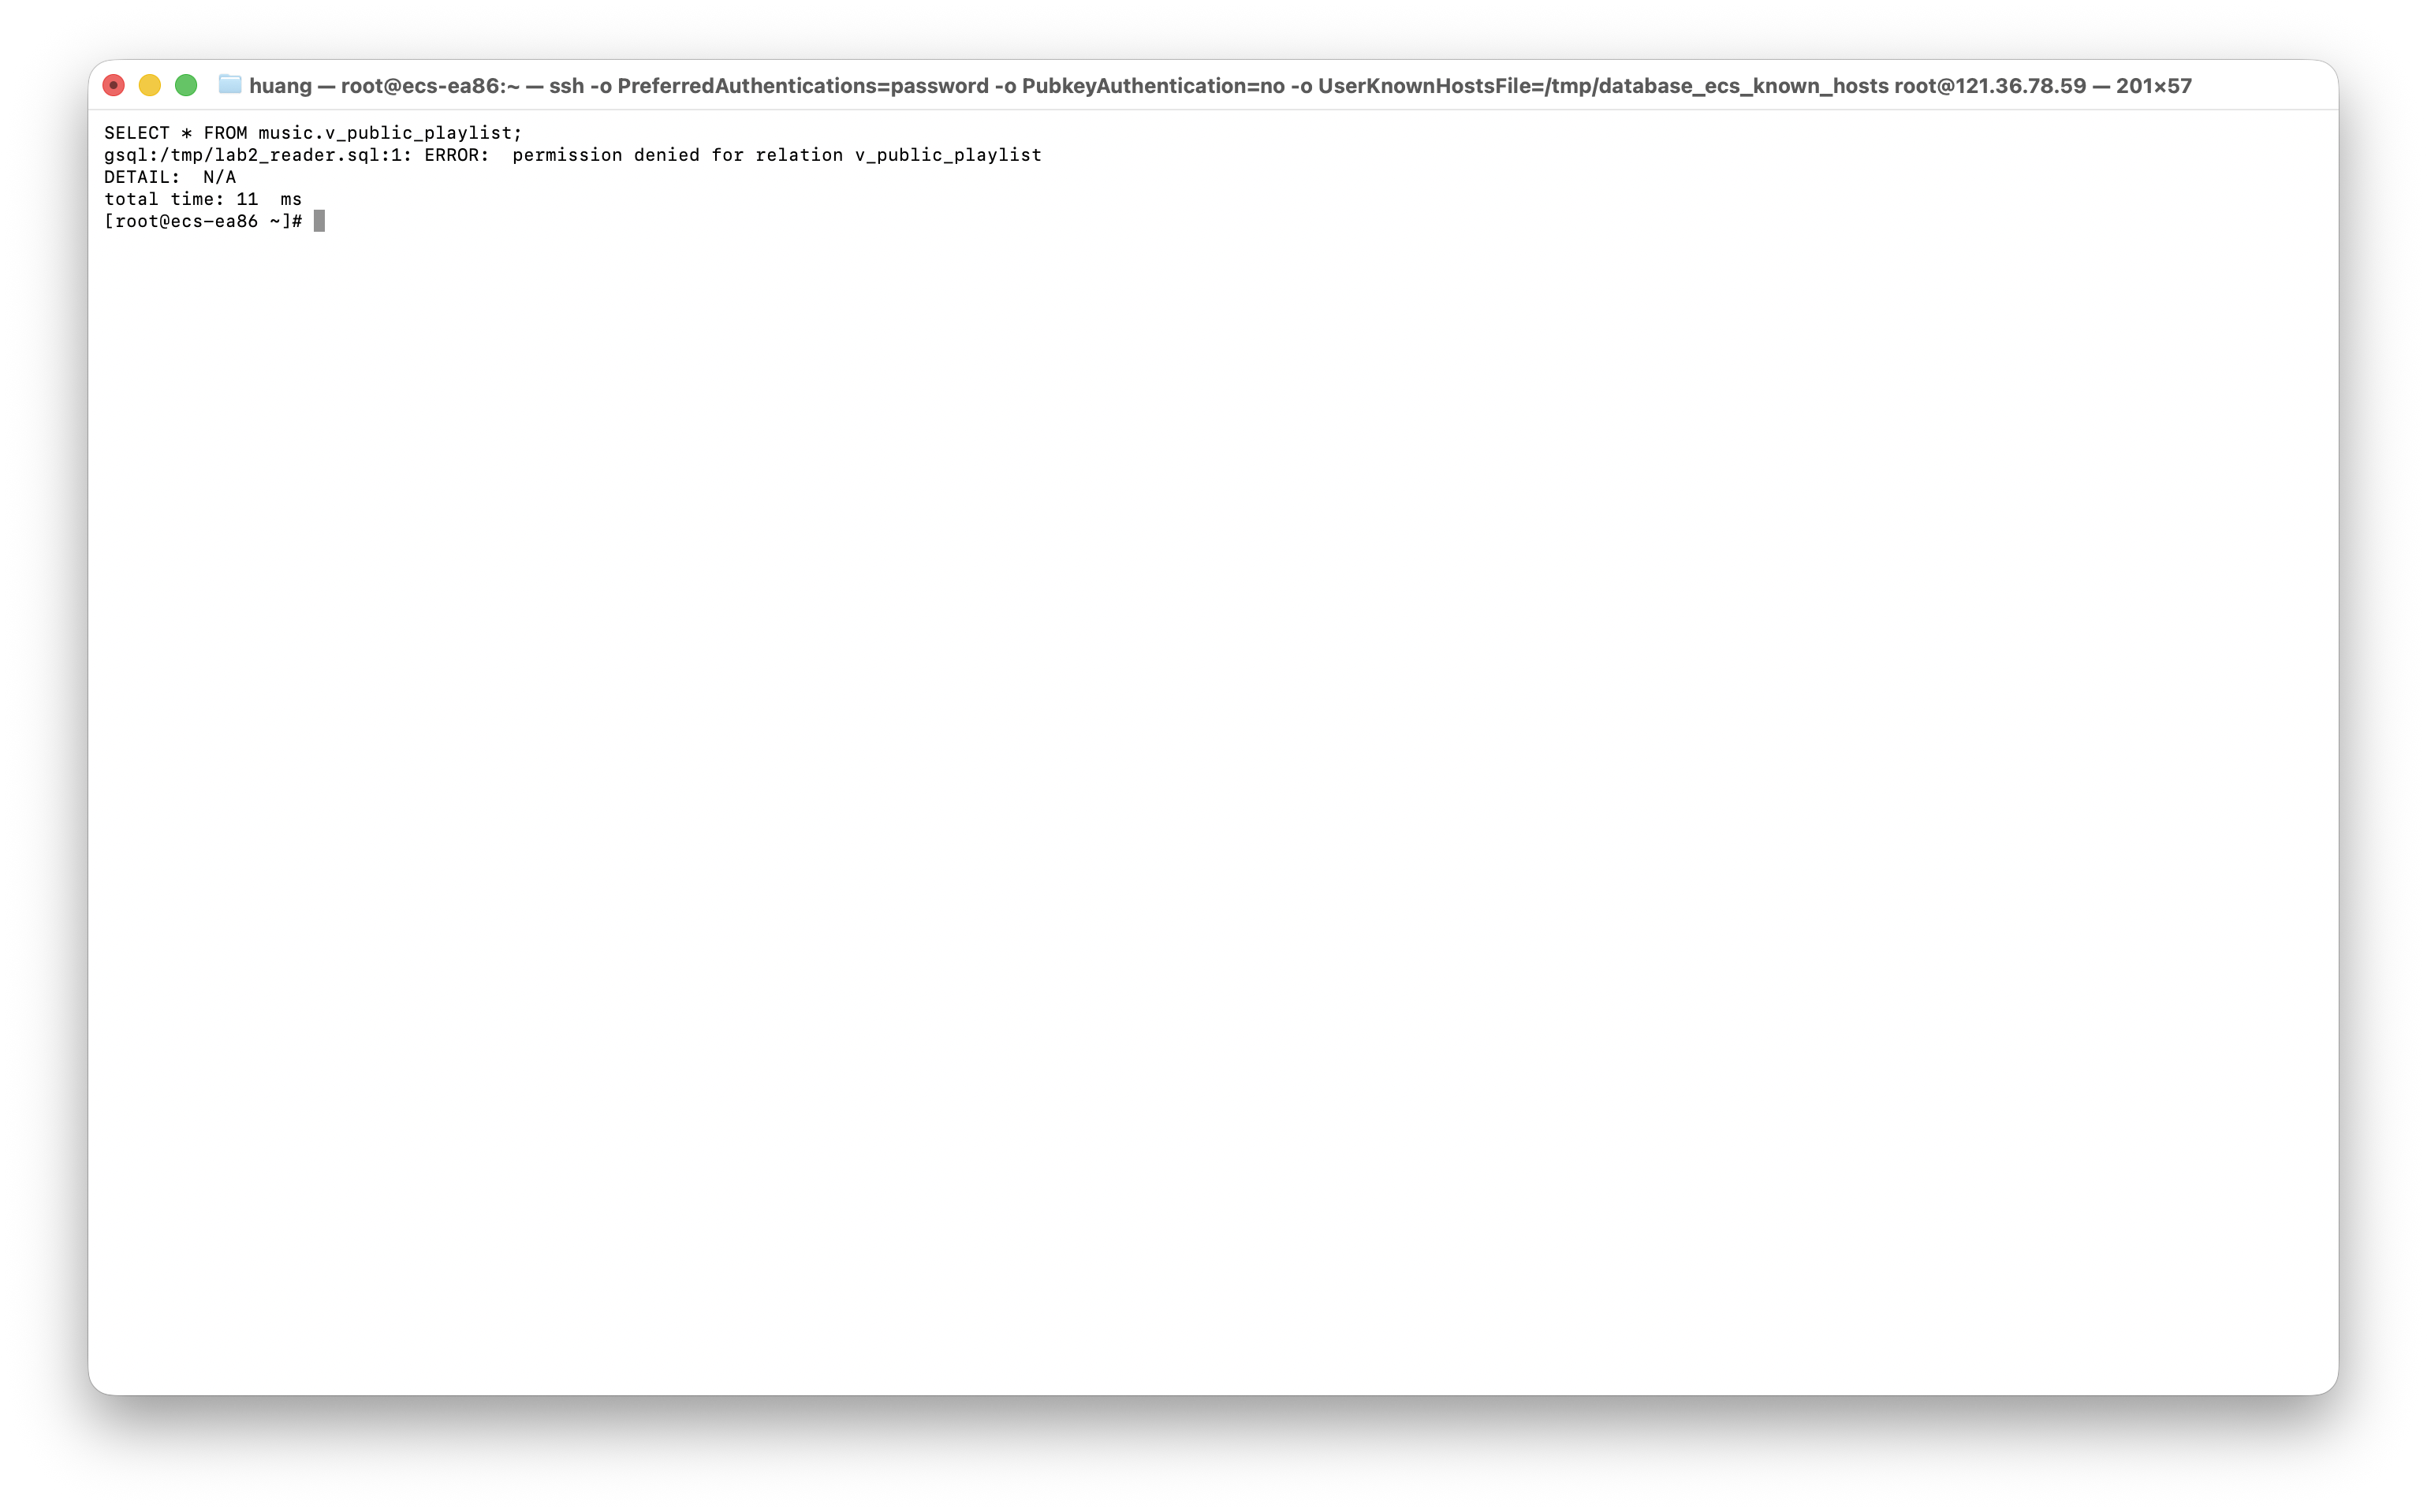 huang — root@ecs-ea86:~ — ssh -o PreferredAuthentications=password -o PubkeyAuthentication=no -o UserKnownHostsFile=/tmp/database_ecs_known_hosts root@121.36.78.59 — 201×57
SELECT * FROM music.v_public_playlist;
gsql:/tmp/lab2_reader.sql:1: ERROR:  permission denied for relation v_public_playlist
DETAIL:  N/A
total time: 11  ms
[root@ecs-ea86 ~]#